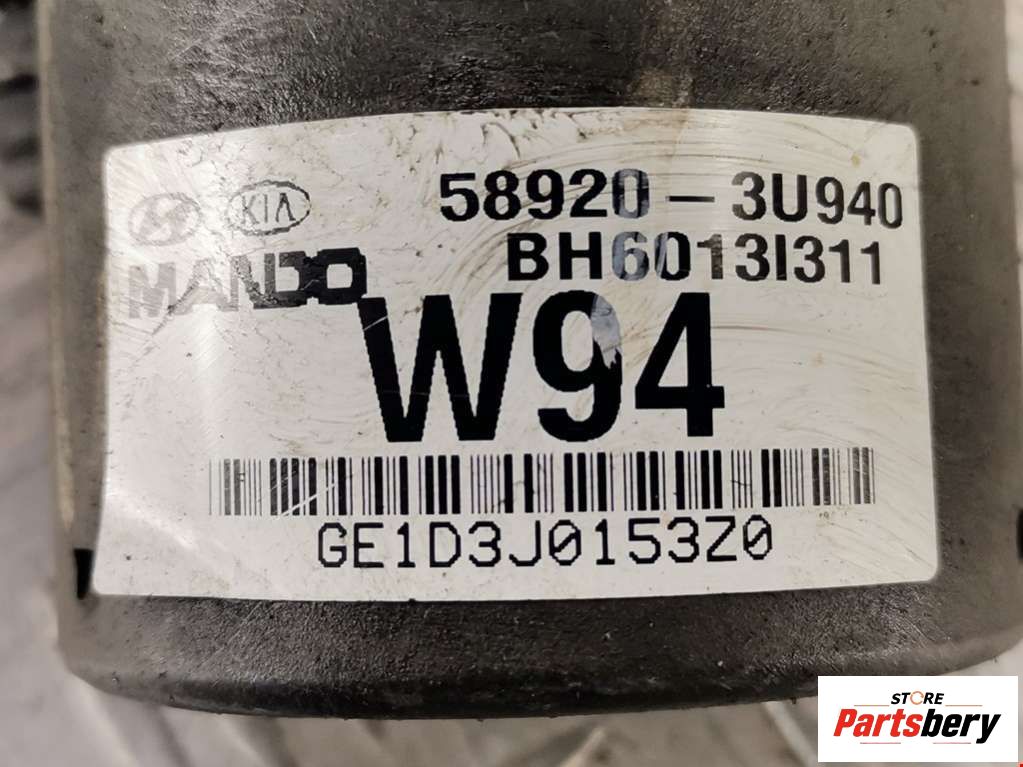 KIA 58920-3U940
MANDO BH6013I311
W94
GE1D3J0153Z0
STORE
Partsbery